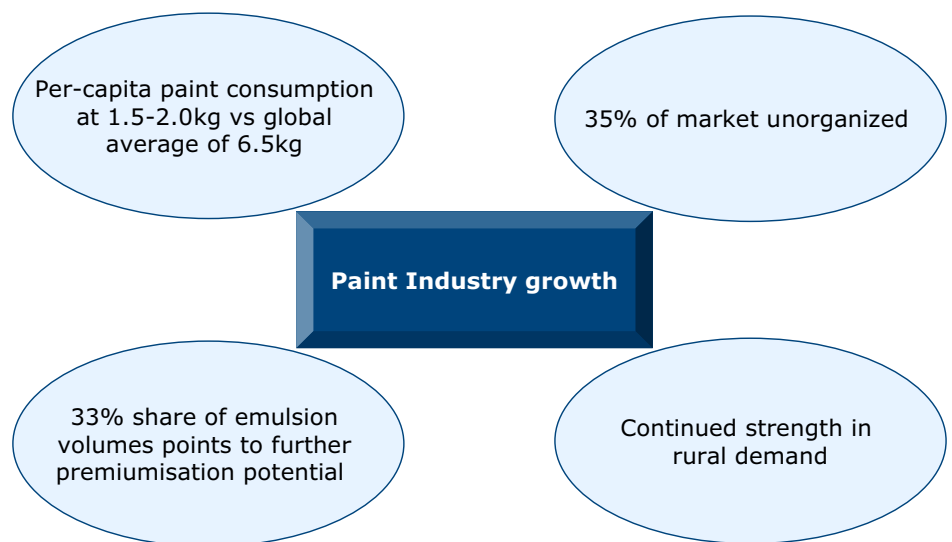 Per-capita paint consumption
at 1.5-2.0kg vs global
average of 6.5kg
35% of market unorganized
Paint Industry growth
33% share of emulsion
volumes points to further
premiumisation potential
Continued strength in
rural demand